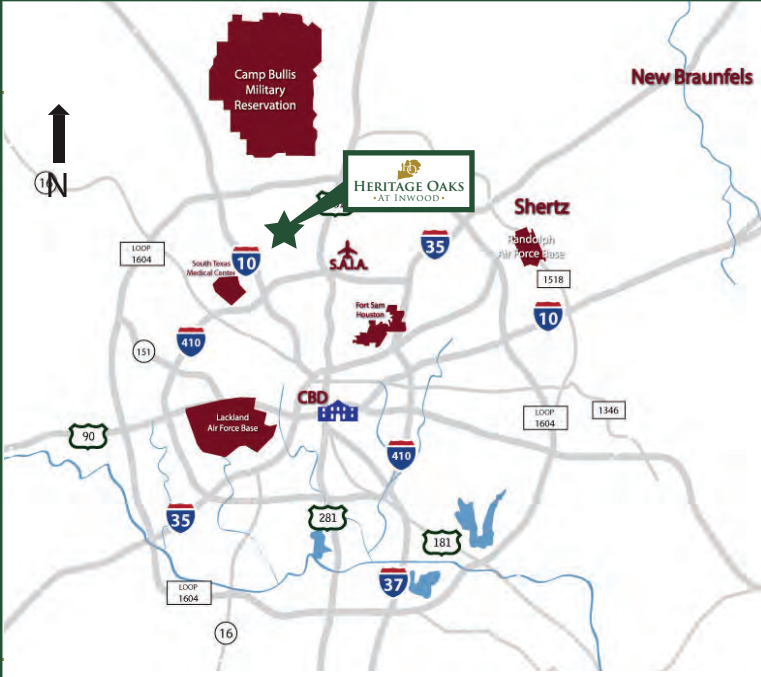 Camp Bullis
Military
Reservation
New Braunfels
16
N
HO
HERITAGE OAKS
• AT INWOOD •
Shertz
Randolph
Air Force Base
LOOP
1604
South Texas
Medical Center
10
S.A.I.A.
35
1518
Fort Sam
Houston
10
410
151
CBD
Lackland
Air Force Base
LOOP
1604
1346
90
410
35
281
181
LOOP
1604
37
16